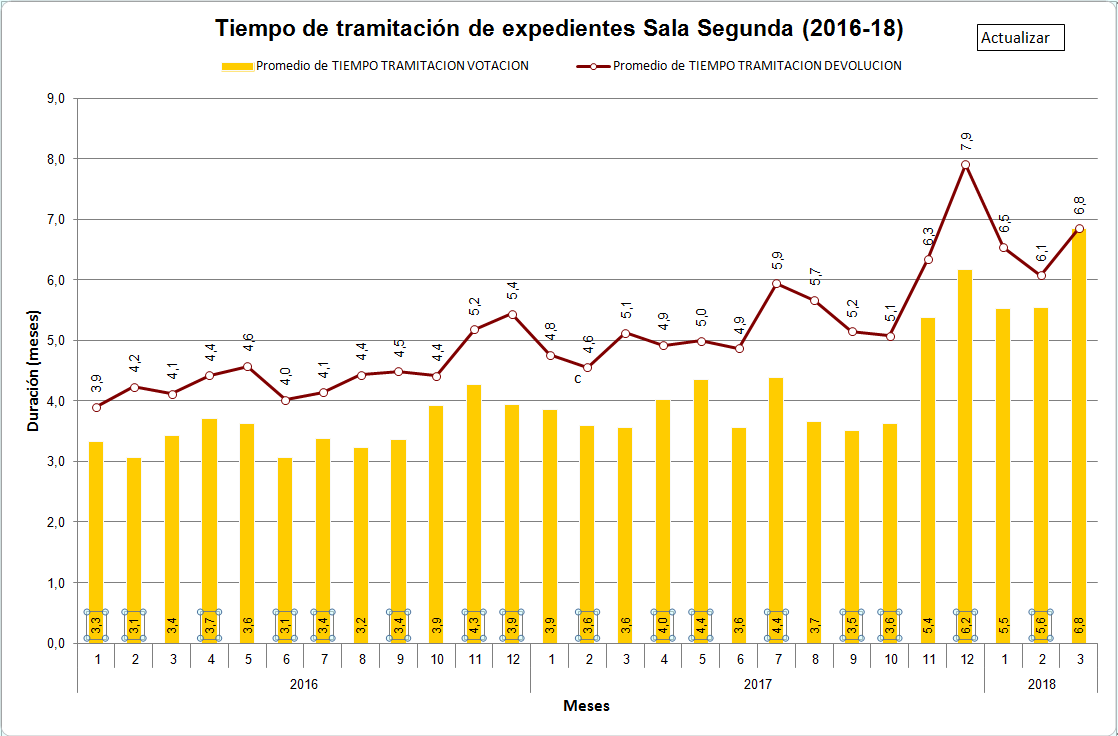 Tiempo de tramitación de expedientes Sala Segunda (2016-18)
Actualizar
Promedio de TIEMPO TRAMITACION VOTACION Promedio de TIEMPO TRAMITACION DEVOLUCION
9,0
8,0
7,0
6,0
5,0
4,0
3,0
2,0
1,0
0,0
Duración (meses)
3,9 4,2 4,1 4,4 4,6 4,0 4,1 4,4 4,5 4,4 5,2 5,4 4,8 4,6 5,1 4,9 5,0 4,9 5,9 5,7 5,2 5,1 6,3 7,9 6,5 6,1 6,8
c
3,3 3,1 3,4 3,7 3,6 3,1 3,4 3,2 3,4 3,9 4,3 3,9 3,9 3,6 3,6 4,0 4,4 3,6 4,4 3,7 3,5 3,6 5,4 6,2 5,5 5,6 6,8
1 2 3 4 5 6 7 8 9 10 11 12 1 2 3 4 5 6 7 8 9 10 11 12 1 2 3
2016 2017 2018
Meses